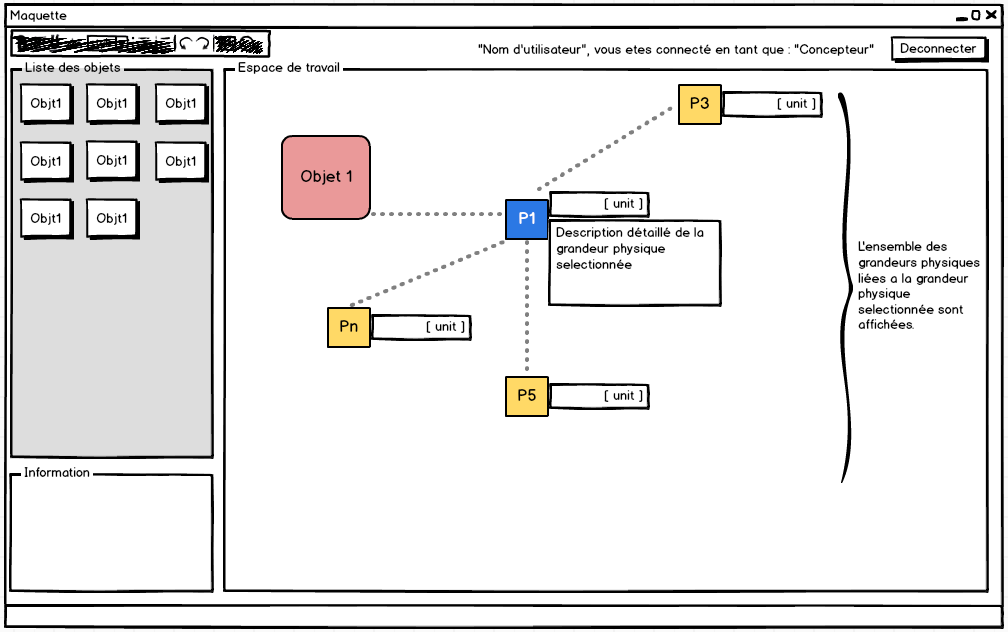 Maquette
"Nom d'utilisateur", vous etes connecté en tant que : "Concepteur"
Deconnecter
Liste des objets
Objt1 Objt1 Objt1
Objt1 Objt1 Objt1
Objt1 Objt1
Information
Espace de travail
P3 [ unit ]
Objet 1
P1 [ unit ]
Description détaillé de la
grandeur physique
selectionnée
Pn [ unit ]
P5 [ unit ]
L'ensemble des
grandeurs physiques
liées a la grandeur
physique
selectionnée sont
affichées.